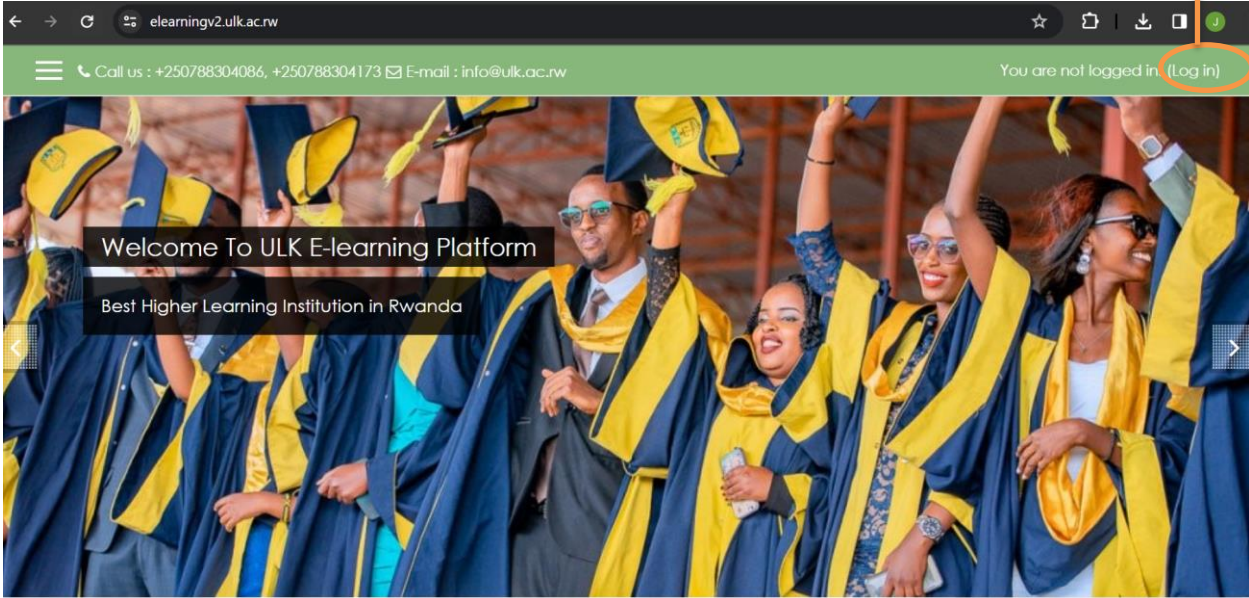 elearningv2.ulk.ac.rw
J
Call us : +250788304086, +250788304173 E-mail : info@ulk.ac.rw
You are not logged in. (Log in)
Welcome To ULK E-learning Platform
Best Higher Learning Institution in Rwanda